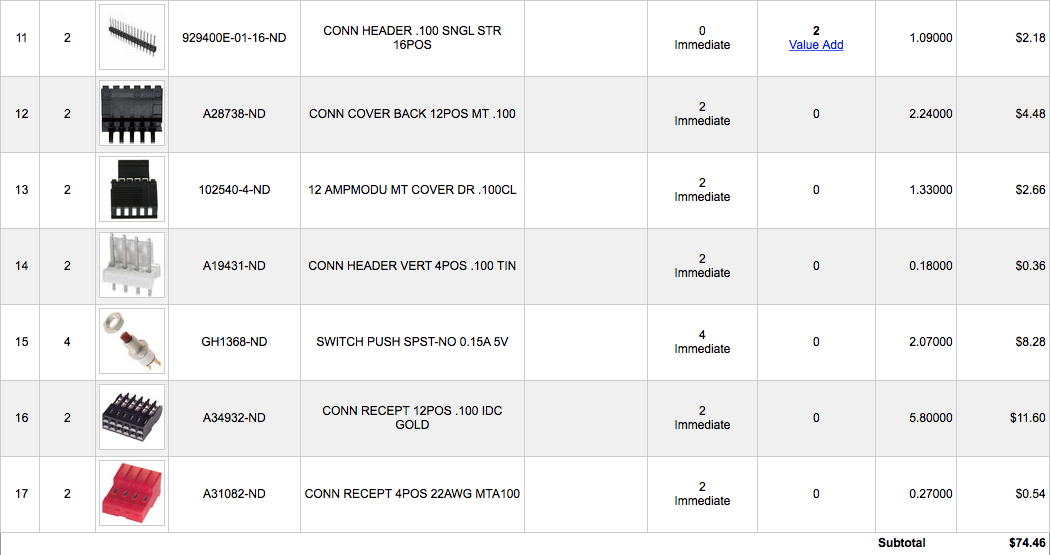 11 2 929400E-01-16-ND CONN HEADER .100 SNGL STR 16POS 0 Immediate 2 Value Add 1.09000 $2.18
12 2 A28738-ND CONN COVER BACK 12POS MT .100 2 Immediate 0 2.24000 $4.48
13 2 102540-4-ND 12 AMPMODU MT COVER DR .100CL 2 Immediate 0 1.33000 $2.66
14 2 A19431-ND CONN HEADER VERT 4POS .100 TIN 2 Immediate 0 0.18000 $0.36
15 4 GH1368-ND SWITCH PUSH SPST-NO 0.15A 5V 4 Immediate 0 2.07000 $8.28
16 2 A34932-ND CONN RECEPT 12POS .100 IDC GOLD 2 Immediate 0 5.80000 $11.60
17 2 A31082-ND CONN RECEPT 4POS 22AWG MTA100 2 Immediate 0 0.27000 $0.54
Subtotal $74.46